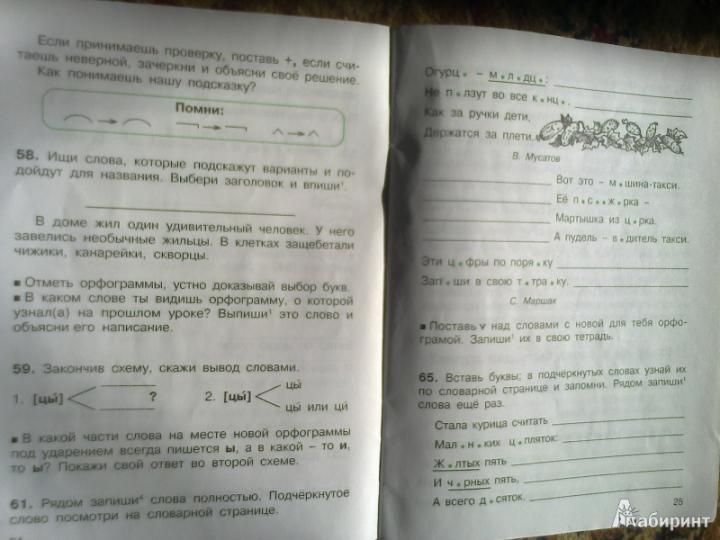 Если принимаешь проверку, поставь +, если счи-
таешь неверной, зачеркни и объясни своё решение.
Как понимаешь нашу подсказку?
Помни:
58. Ищи слова, которые подскажут варианты и по-
дойдут для названия. Выбери заголовок и впиши¹.
В доме жил один удивительный человек. У него
завелись необычные жильцы. В клетках защебетали
чижики, канарейки, скворцы.
▪ Отметь орфограммы, устно доказывай выбор букв.
▪ В каком слове ты видишь орфограмму, о которой
узнал(а) на прошлом уроке? Выпиши¹ это слово и
объясни его написание.
59. Закончив схему, скажи вывод словами.
1. [цы́] < ?
2. [цы́] < цы́
цы́ или ци́
▪ В какой части слова на месте новой орфограммы
под ударением всегда пишется ы, а в какой – то и,
то ы? Покажи свой ответ во второй схеме.
61. Рядом запиши⁴ слова полностью. Подчёркнутое
слово посмотри на словарной странице.
Огурц • – м•л•дц•:
Не п•лзут во все к•нц•.
Как за ручки дети,
Держатся за плети.
В. Мусатов
Вот это – м•шина-такси.
Её п•с••ж•рка –
Мартышка из ц•рка.
А пудель – в•дитель такси.
Эти ц•фры по поря•ку
Зап•ши в свою т•тра•ку.
С. Маршак
▪ Поставь v над словами с новой для тебя орфо-
граммой. Запиши¹ их в свою тетрадь.
65. Вставь буквы; в подчёркнутых словах узнай их
по словарной странице и запомни. Рядом запиши¹
слова ещё раз.
Стала курица считать
Мал•н•ких ц•пляток:
Ж•лтых пять
И ч•рных пять,
А всего д•сяток.
25
Лабиринт